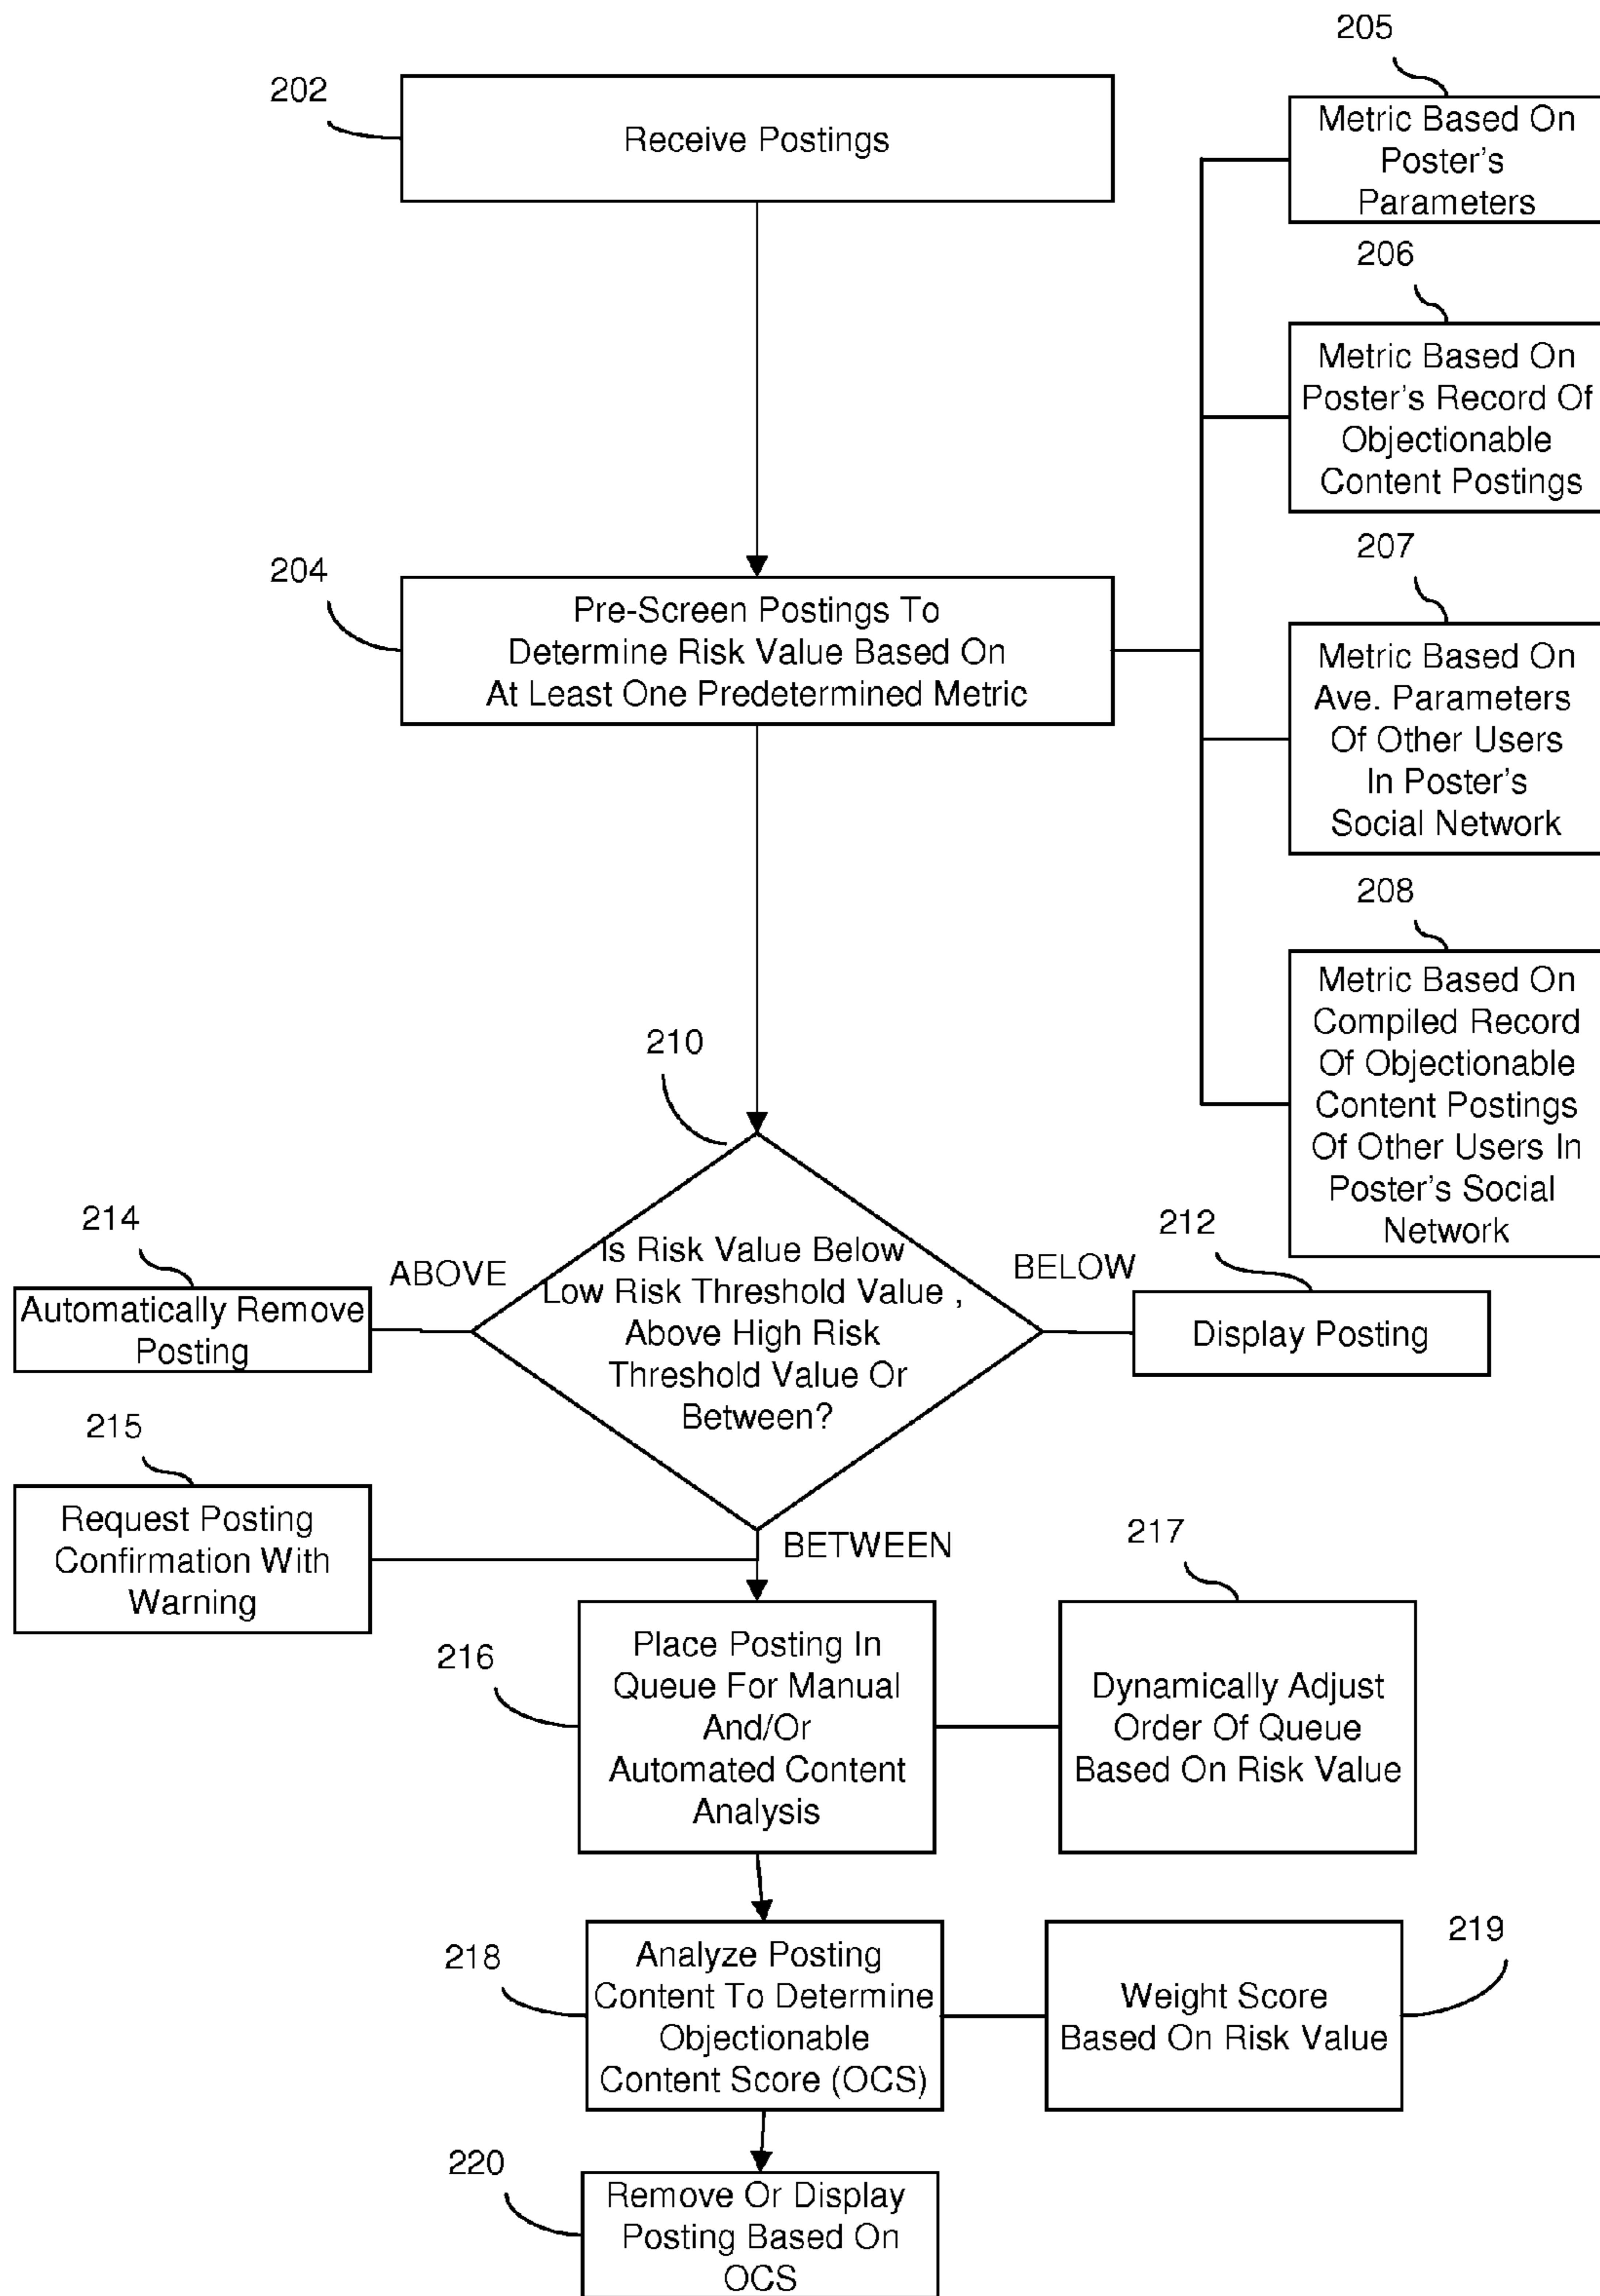 205
202
Receive Postings
Metric Based On
Poster's
Parameters
206
Metric Based On
Poster's Record Of
Objectionable
Content Postings
207
204
Pre-Screen Postings To
Determine Risk Value Based On
At Least One Predetermined Metric
Metric Based On
Ave. Parameters
Of Other Users
In Poster's
Social Network
208
Metric Based On
Compiled Record
Of Objectionable
Content Postings
Of Other Users In
Poster's Social
Network
210
Is Risk Value Below
Low Risk Threshold Value ,
Above High Risk
Threshold Value Or
Between?
214
ABOVE
Automatically Remove
Posting
212
BELOW
Display Posting
215
Request Posting
Confirmation With
Warning
BETWEEN
216
Place Posting In
Queue For Manual
And/Or
Automated Content
Analysis
217
Dynamically Adjust
Order Of Queue
Based On Risk Value
218
Analyze Posting
Content To Determine
Objectionable
Content Score (OCS)
219
Weight Score
Based On Risk Value
220
Remove Or Display
Posting Based On
OCS